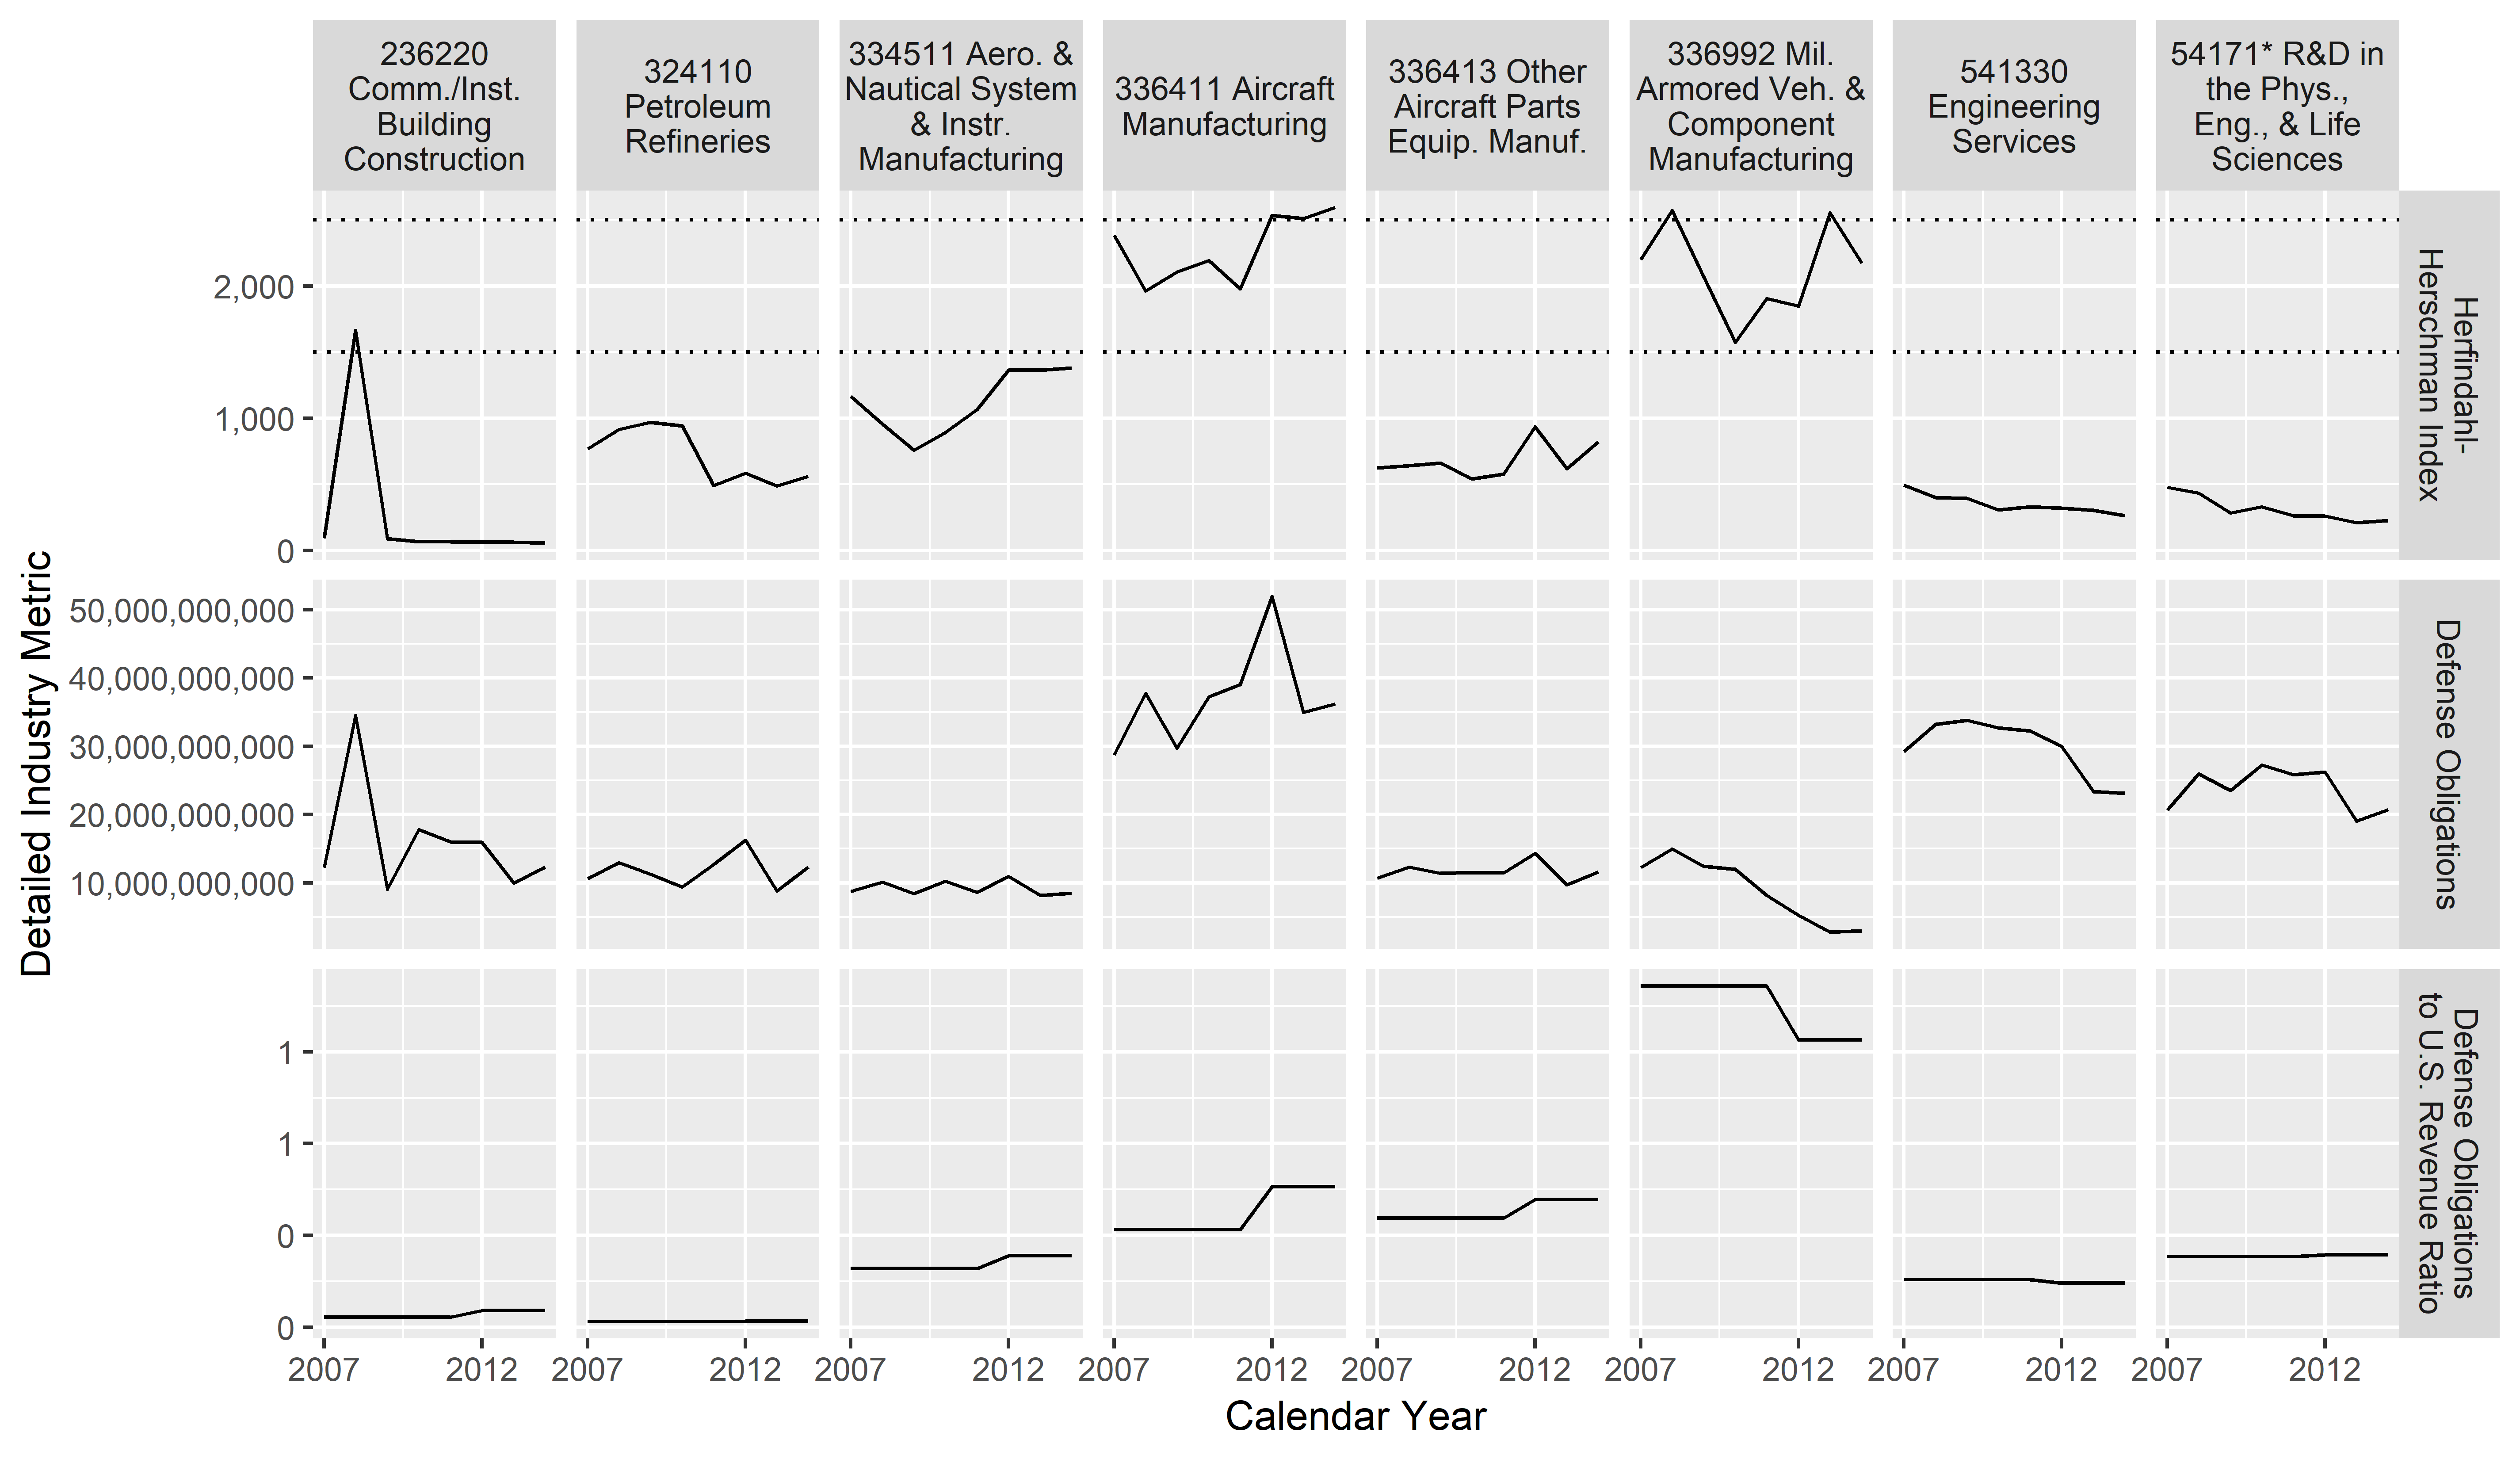 236220
Comm./Inst.
Building
Construction
324110
Petroleum
Refineries
334511 Aero. &
Nautical System
& Instr.
Manufacturing
336411 Aircraft
Manufacturing
336413 Other
Aircraft Parts
Equip. Manuf.
336992 Mil.
Armored Veh. &
Component
Manufacturing
541330
Engineering
Services
54171* R&D in
the Phys.,
Eng., & Life
Sciences
Detailed Industry Metric
2,000
1,000
0
Herfindahl-
Herschman Index
50,000,000,000
40,000,000,000
30,000,000,000
20,000,000,000
10,000,000,000
Defense Obligations
1
1
0
0
Defense Obligations
to U.S. Revenue Ratio
2007 2012 2007 2012 2007 2012 2007 2012 2007 2012 2007 2012 2007 2012 2007 2012
Calendar Year